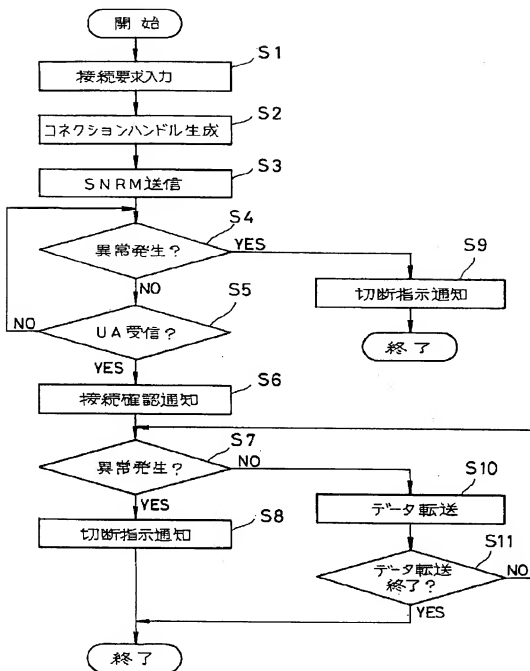 開始
S1
接続要求入力
S2
コネクションハンドル生成
S3
SNRM送信
S4
異常発生?
YES
NO
S9
切断指示通知
終了
S5
UA受信?
NO
YES
S6
接続確認通知
S7
異常発生?
NO
YES
S10
データ転送
S8
切断指示通知
S11
データ転送
終了?
NO
YES
終了